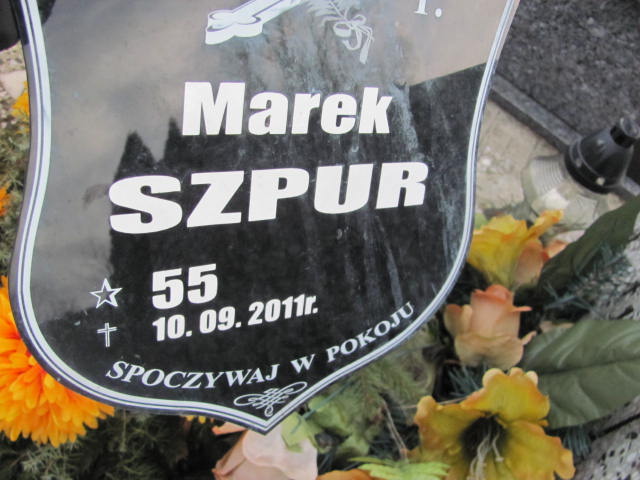 Marek
SZPUR
55
10. 09. 2011r.
SPOCZYWAJ W POKOJU